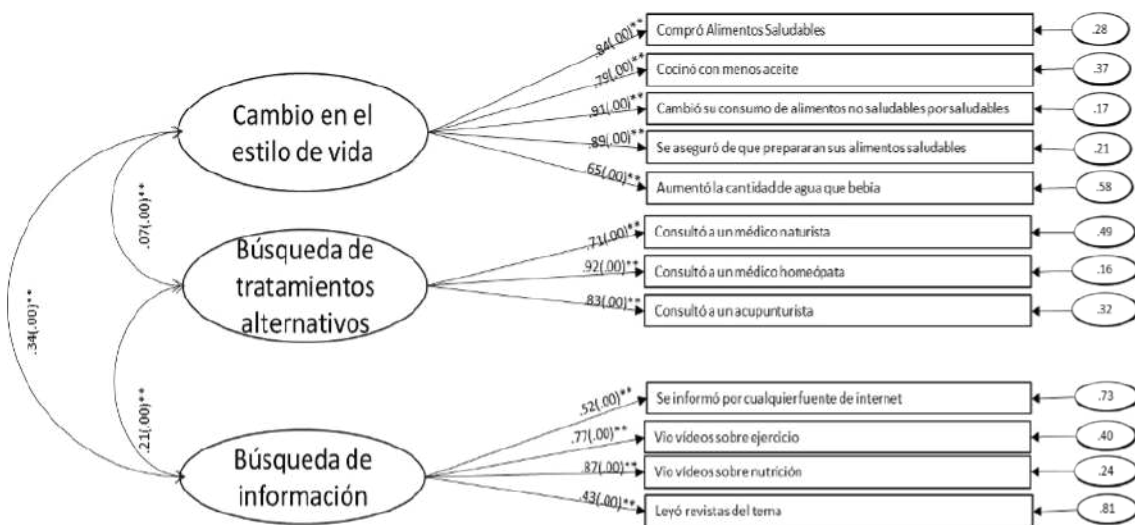 Cambio en el
estilo de vida
.84(.00)**
Compró Alimentos Saludables
.28
.79(.00)**
Cocinó con menos aceite
.37
.91(.00)**
Cambió su consumo de alimentos no saludables por saludables
.17
.89(.00)**
Se aseguró de que prepararan sus alimentos saludables
.21
.65(.00)**
Aumentó la cantidad de agua que bebía
.58
.07(.00)**
Búsqueda de
tratamientos
alternativos
.71(.00)**
Consultó a un médico naturista
.49
.92(.00)**
Consultó a un médico homeópata
.16
.83(.00)**
Consultó a un acupunturista
.32
.34(.00)**
.21(.00)**
Búsqueda de
información
.52(.00)**
Se informó por cualquier fuente de internet
.73
.77(.00)**
Vio vídeos sobre ejercicio
.40
.87(.00)**
Vio vídeos sobre nutrición
.24
.43(.00)**
Leyó revistas del tema
.81